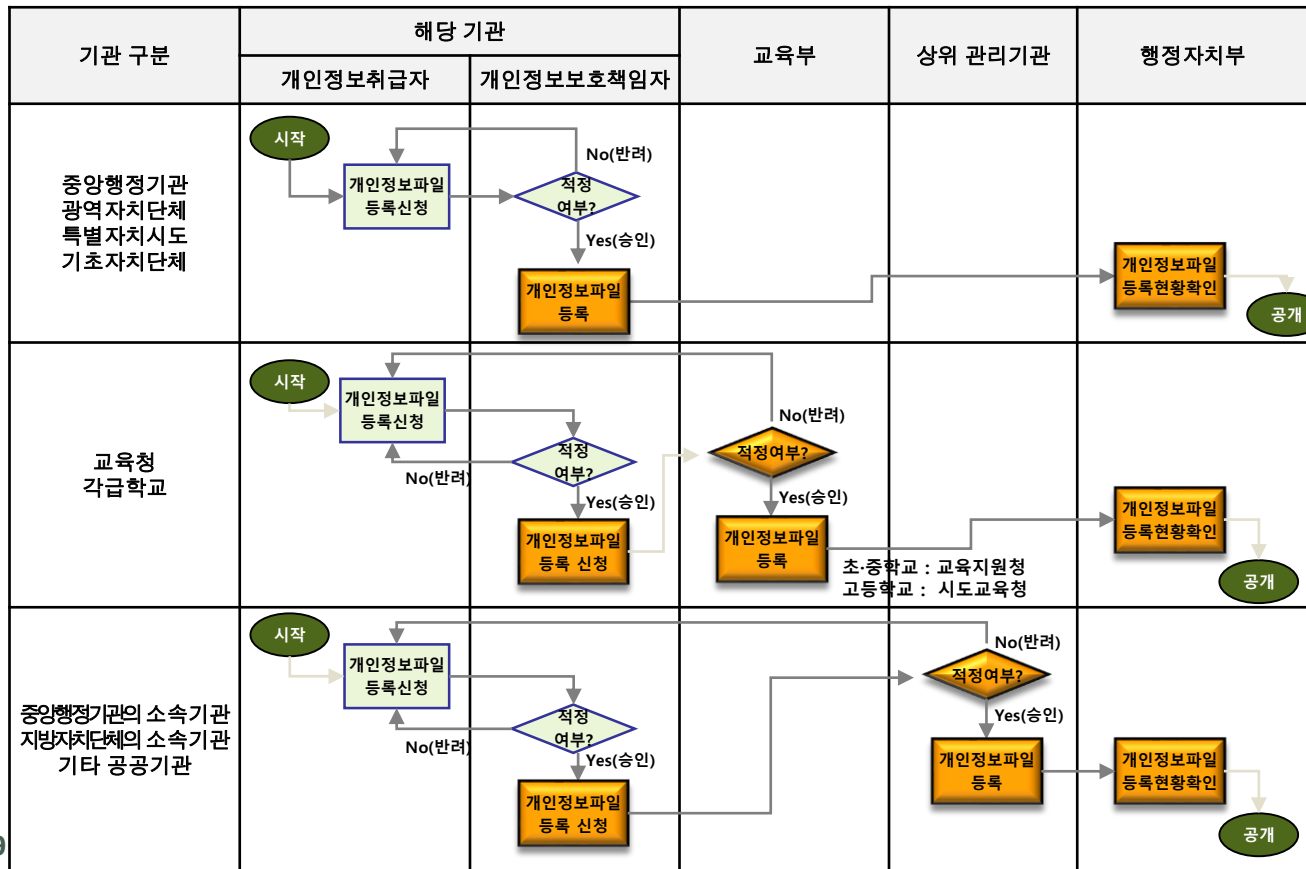 기관 구분
해당 기관
교육부
상위 관리기관
행정자치부
개인정보취급자
개인정보보호책임자
중앙행정기관
광역자치단체
특별자치시도
기초자치단체
시작
개인정보파일
등록신청
No(반려)
적정
여부?
Yes(승인)
개인정보파일
등록
개인정보파일
등록현황확인
공개
교육청
각급학교
시작
개인정보파일
등록신청
No(반려)
적정
여부?
Yes(승인)
개인정보파일
등록 신청
No(반려)
적정여부?
Yes(승인)
개인정보파일
등록
초·중학교 : 교육지원청
고등학교 : 시도교육청
개인정보파일
등록현황확인
공개
중앙행정기관의 소속기관
지방자치단체의 소속기관
기타 공공기관
시작
개인정보파일
등록신청
No(반려)
적정
여부?
Yes(승인)
개인정보파일
등록 신청
No(반려)
적정여부?
Yes(승인)
개인정보파일
등록
개인정보파일
등록현황확인
공개
9